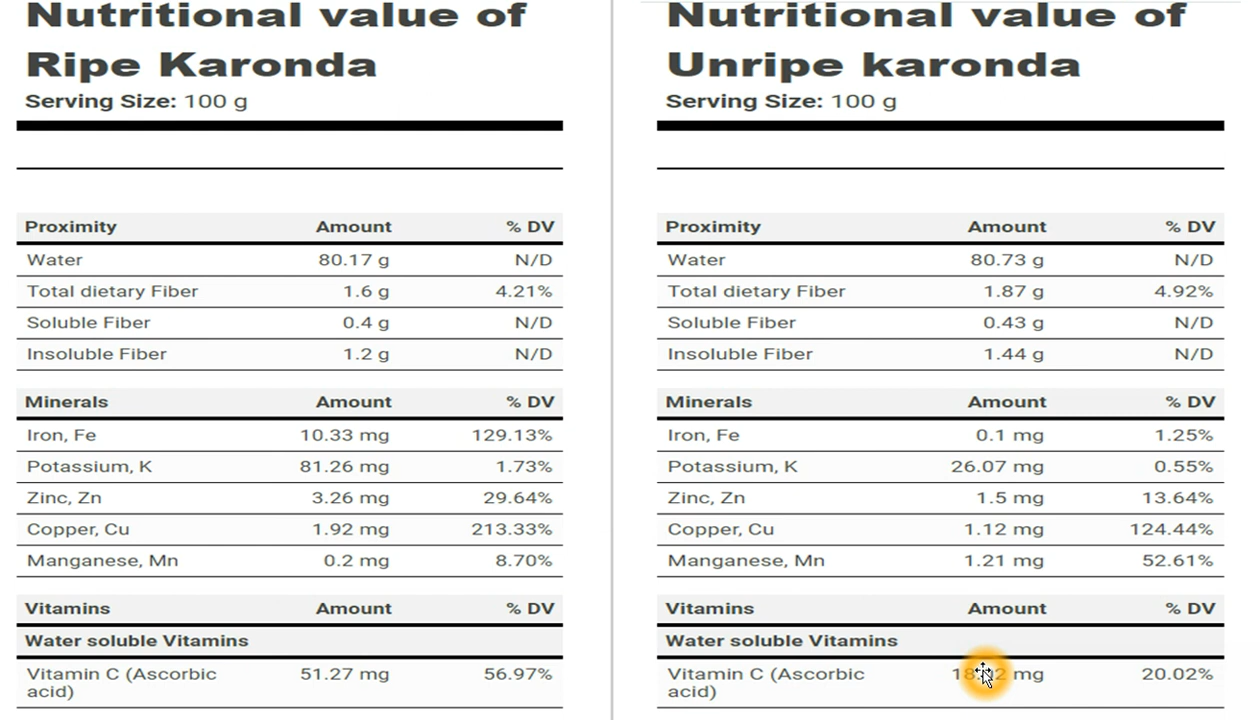 Nutritional value of
Ripe Karonda
Serving Size: 100 g
Proximity Amount % DV
Water 80.17 g N/D
Total dietary Fiber 1.6 g 4.21%
Soluble Fiber 0.4 g N/D
Insoluble Fiber 1.2 g N/D
Minerals Amount % DV
Iron, Fe 10.33 mg 129.13%
Potassium, K 81.26 mg 1.73%
Zinc, Zn 3.26 mg 29.64%
Copper, Cu 1.92 mg 213.33%
Manganese, Mn 0.2 mg 8.70%
Vitamins Amount % DV
Water soluble Vitamins
Vitamin C (Ascorbic 51.27 mg 56.97%
acid)
Nutritional value of
Unripe karonda
Serving Size: 100 g
Proximity Amount % DV
Water 80.73 g N/D
Total dietary Fiber 1.87 g 4.92%
Soluble Fiber 0.43 g N/D
Insoluble Fiber 1.44 g N/D
Minerals Amount % DV
Iron, Fe 0.1 mg 1.25%
Potassium, K 26.07 mg 0.55%
Zinc, Zn 1.5 mg 13.64%
Copper, Cu 1.12 mg 124.44%
Manganese, Mn 1.21 mg 52.61%
Vitamins Amount % DV
Water soluble Vitamins
Vitamin C (Ascorbic mg 20.02%
acid)